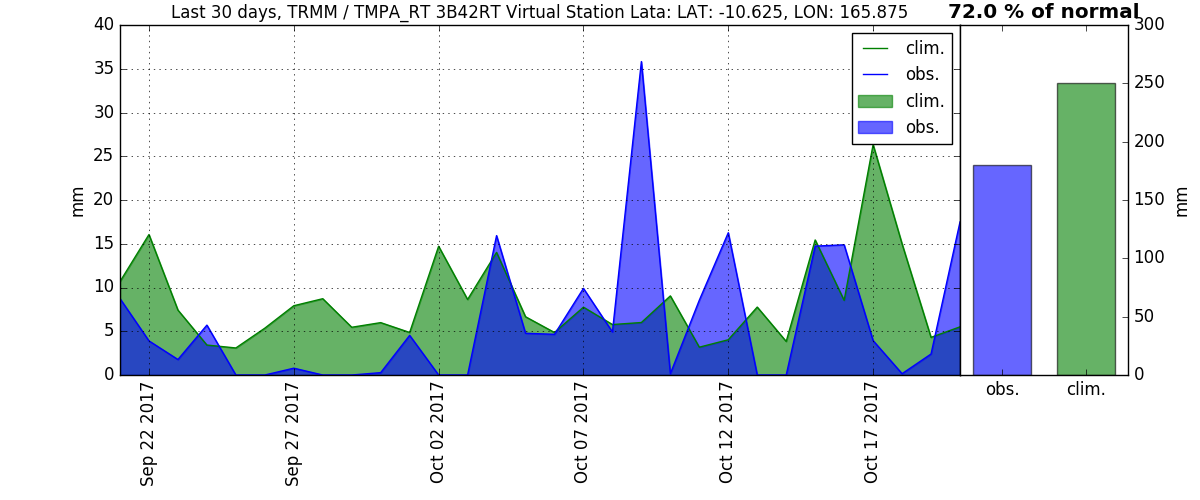 Last 30 days, TRMM / TMPA_RT 3B42RT Virtual Station Lata: LAT: -10.625, LON: 165.875
72.0 % of normal
mm
40
35
30
25
20
15
10
5
0
clim.
obs.
clim.
obs.
Sep 22 2017
Sep 27 2017
Oct 02 2017
Oct 07 2017
Oct 12 2017
Oct 17 2017
300
250
200
150
100
50
0
mm
obs.
clim.